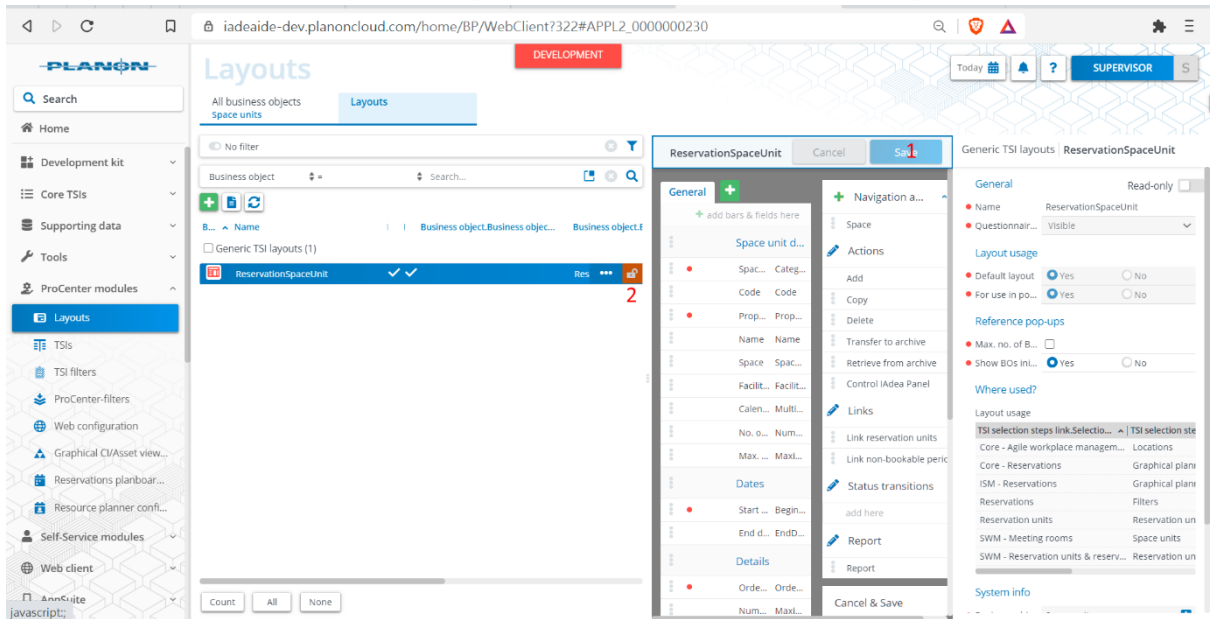 iadeaide-dev.planoncloud.com/home/BP/WebClient?322#APPL2_0000000230
PLANON
Search
Home
Development kit
Core TSIs
Supporting data
Tools
ProCenter modules
Layouts
TSIs
TSI filters
ProCenter-filters
Web configuration
Graphical CI/Asset view...
Reservations planboar...
Resource planner confi...
Self-Service modules
Web client
AppSuite
javascript:;
Layouts
DEVELOPMENT
Today
?
SUPERVISOR
S
All business objects
Space units
Layouts
No filter
Business object
=
Search...
B... Name Business object.Business objec... Business object.
Generic TSI layouts (1)
ReservationSpaceUnit Res •••
2
Count All None
ReservationSpaceUnit Cancel Save
1
General
add bars & fields here
Space unit d...
Spac... Categ...
Code Code
Prop... Prop...
Name Name
Space Spac...
Facilit... Facilit...
Calen... Multi...
No. o... Num...
Max. ... Maxi...
Dates
Start ... Begin...
End d... EndD...
Details
Orde... Orde...
Num... Maxi...
Navigation a...
Space
Actions
Add
Copy
Delete
Transfer to archive
Retrieve from archive
Control IAdea Panel
Links
Link reservation units
Link non-bookable peric
Status transitions
add here
Report
Report
Cancel & Save
Generic TSI layouts ReservationSpaceUnit
General Read-only
Name ReservationSpaceUnit
Questionnair... Visible
Layout usage
Default layout Yes No
For use in po... Yes No
Reference pop-ups
Max. no. of B...
Show BOs ini... Yes No
Where used?
Layout usage
TSI selection steps link.Selectio... TSI selection ste
Core - Agile workplace managem... Locations
Core - Reservations Graphical plann
ISM - Reservations Graphical plann
Reservations Filters
Reservation units Reservation un
SWM - Meeting rooms Space units
SWM - Reservation units & reserv... Reservation un
System info